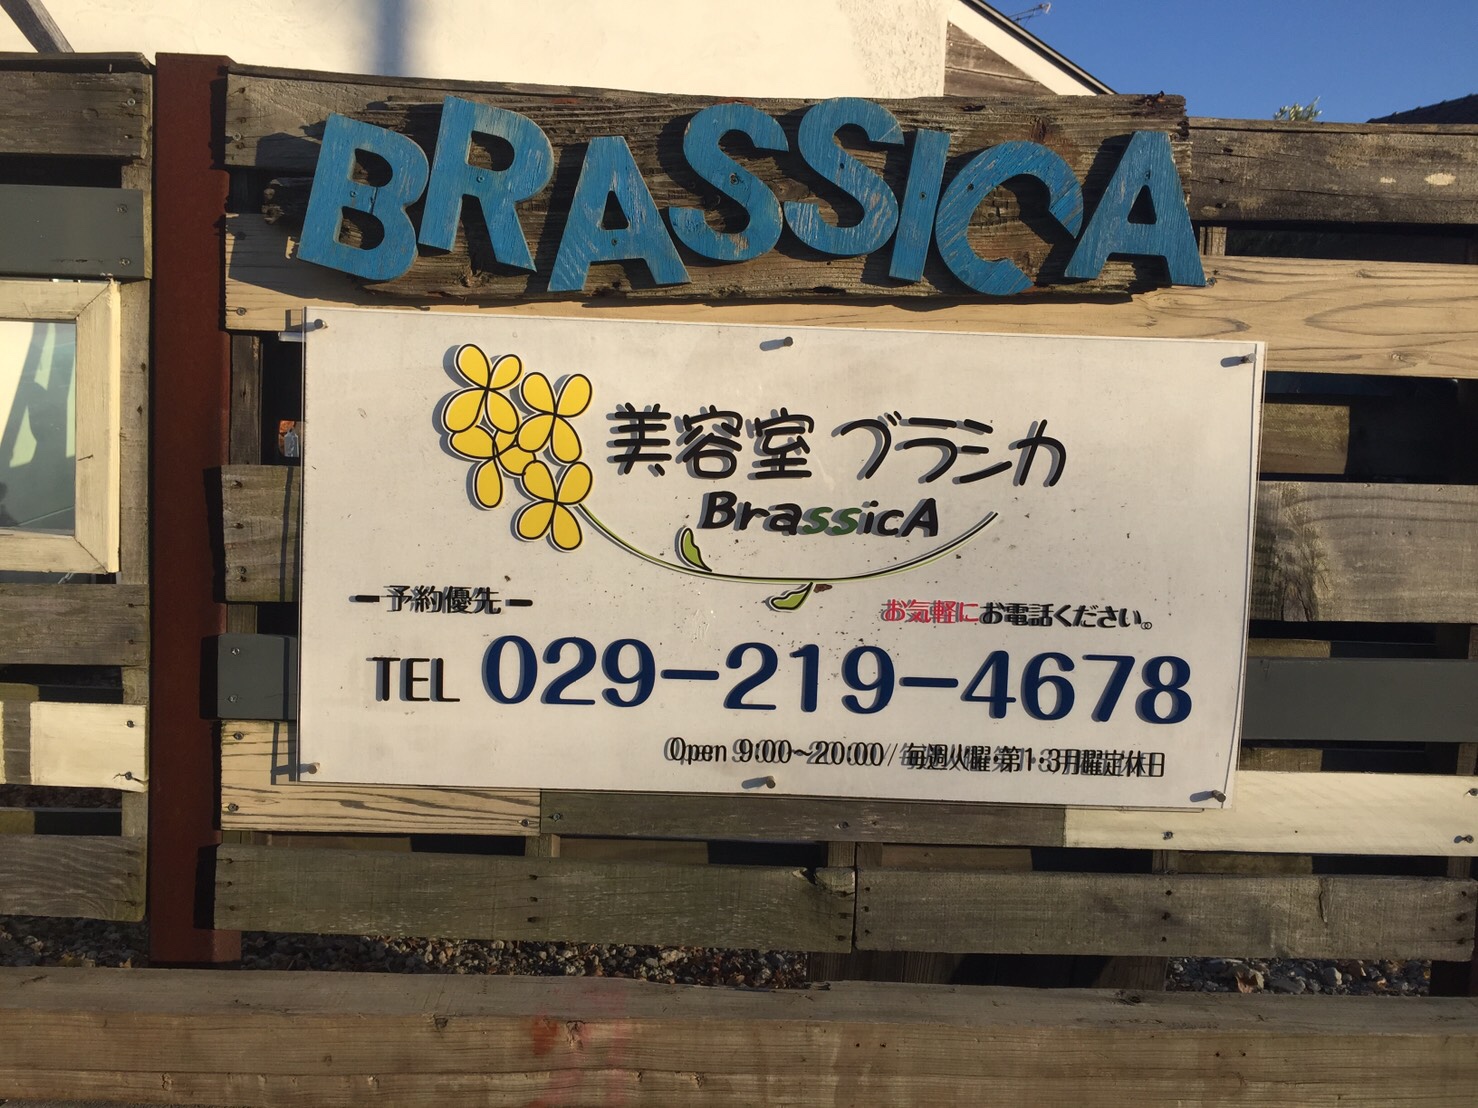 BRASSICA
美容室 ブラシカ
BrassicA
ー予約優先ー
お気軽にお電話ください。
TEL 029-219-4678
Open 9:00〜20:00/毎週火曜・第1・3月曜定休日